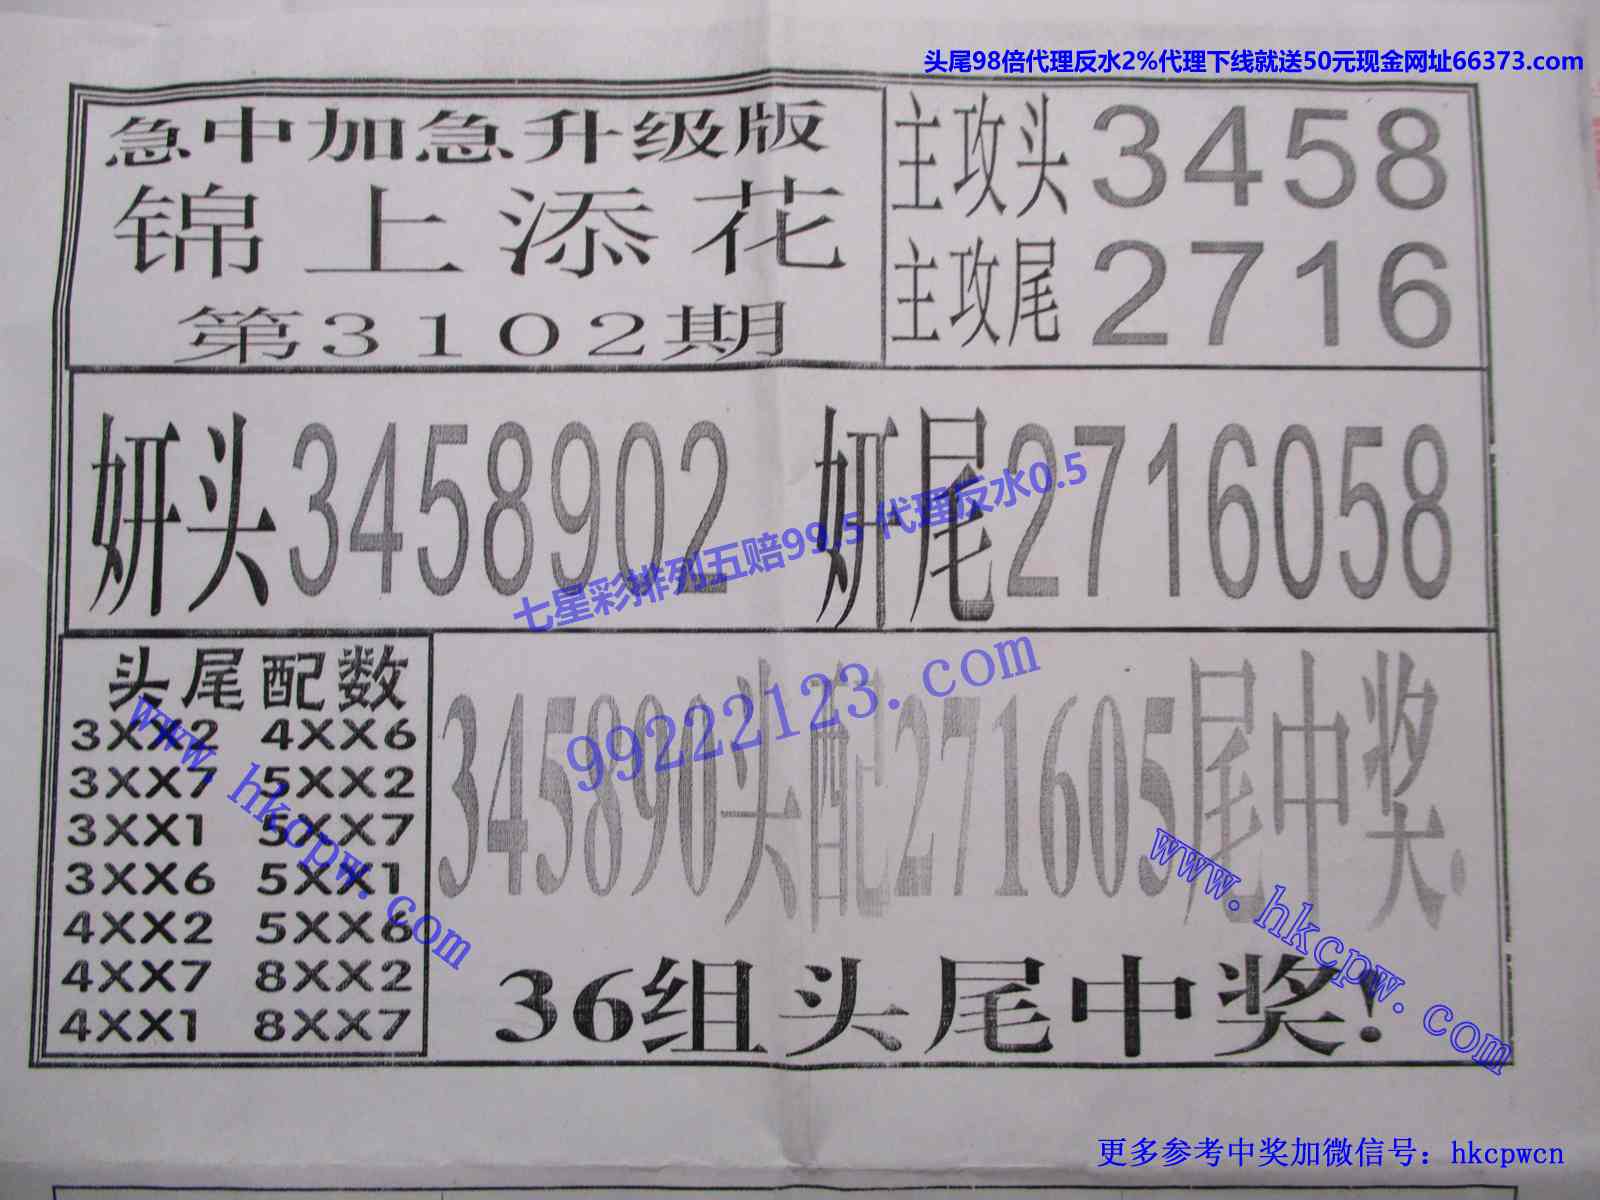 头尾98倍代理反水2%代理下线就送50元现金网址66373.com
急中加急升级版
锦上添花
第3102期
主攻头3458
主攻尾2716
妍头3458902
妍尾2716058
七星彩排列五赔99.5 代理反水0.5
99222123.com
头尾配数
3XX2 4XX6
3XX7 5XX2
3XX1 5XX7
3XX6 5XX1
4XX2 5XX6
4XX7 8XX2
4XX1 8XX7
www.hkcpw.com
345890头配271605尾中奖.
www.hkcpw.com
36组头尾中奖!
更多参考中奖加微信号：hkcpwcn